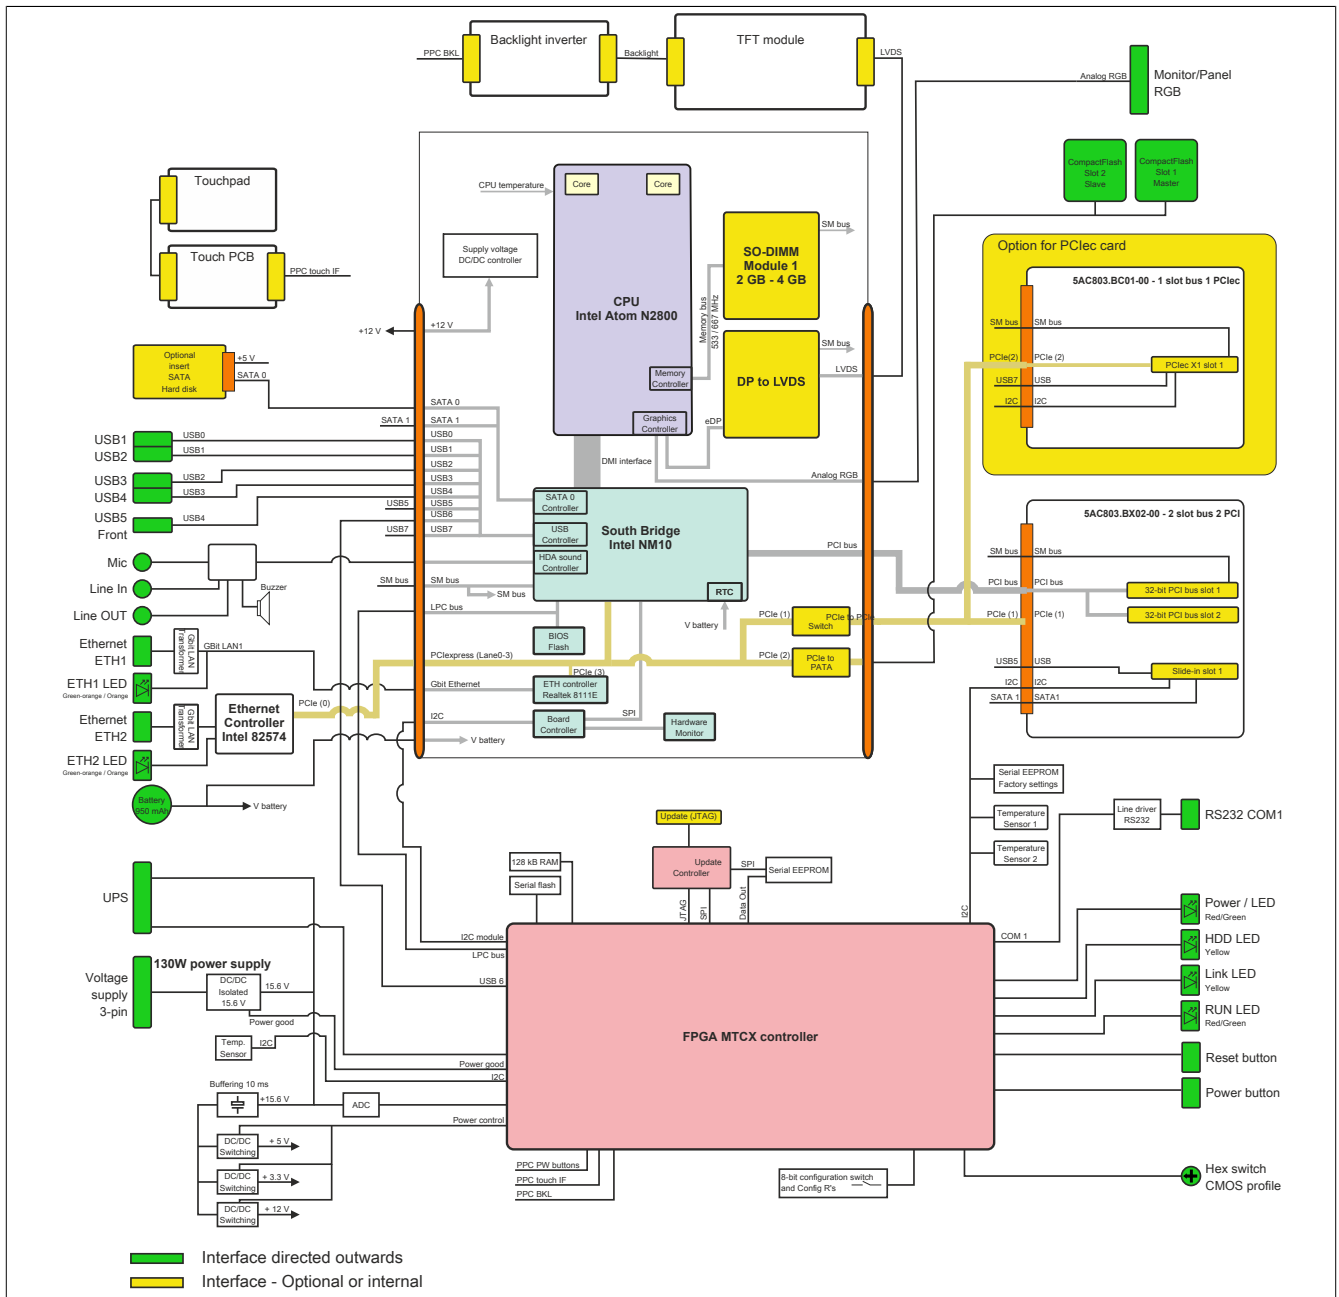 Backlight inverter
PPC BKL
Backlight
TFT module
LVDS
Analog RGB
Monitor/Panel
RGB
CompactFlash
Slot 2
Slave
CompactFlash
Slot 1
Master
Touchpad
Touch PCB
PPC touch IF
CPU temperature
Core
Core
CPU
Intel Atom N2800
Memory
Controller
Graphics
Controller
Supply voltage
DC/DC controller
+12 V
+12 V
Memory bus
533 / 667 MHz
SO-DIMM
Module 1
2 GB - 4 GB
SM bus
DP to LVDS
SM bus
LVDS
eDP
DMI interface
Analog RGB
Option for PCIec card
5AC803.BC01-00 - 1 slot bus 1 PCIec
SM bus
SM bus
PCIe(2)
PCIe (2)
PCIec X1 slot 1
USB7
USB
I2C
I2C
Optional
insert
SATA
Hard disk
+5 V
SATA 0
SATA 0
SATA 1
SATA 1
USB1
USB0
USB0
USB2
USB1
USB1
USB3
USB2
USB2
USB4
USB3
USB3
USB5
Front
USB4
USB4
USB5
USB5
USB6
USB7
USB7
SATA 0
Controller
USB
Controller
HDA sound
Controller
South Bridge
Intel NM10
RTC
V battery
PCI bus
5AC803.BX02-00 - 2 slot bus 2 PCI
SM bus
SM bus
PCI bus
PCI bus
32-bit PCI bus slot 1
32-bit PCI bus slot 2
PCIe (1)
PCIe (1)
USB5
USB
Slide-in slot 1
I2C
I2C
SATA 1
SATA1
Mic
Line In
Line OUT
Buzzer
SM bus
SM bus
SM bus
LPC bus
BIOS
Flash
PCIe (1)
PCIe to PCIe
Switch
PCIe (2)
PCIe to
PATA
PCIexpress (Lane0-3)
PCIe (3)
Gbit Ethernet
ETH controller
Realtek 8111E
I2C
Board
Controller
SPI
Hardware
Monitor
V battery
Ethernet
ETH1
Gbit LAN
Transformer
GBit LAN1
ETH1 LED
Green-orange / Orange
Ethernet
ETH2
Gbit LAN
Transformer
Ethernet
Controller
Intel 82574
PCIe (0)
ETH2 LED
Green-orange / Orange
Battery
950 mAh
V battery
Serial EEPROM
Factory settings
Temperature
Sensor 1
Temperature
Sensor 2
I2C
Line driver
RS232
RS232 COM1
COM 1
Update (JTAG)
Update
Controller
SPI
Serial EEPROM
JTAG
SPI
Data Out
128 kB RAM
Serial flash
UPS
Voltage
supply
3-pin
130W power supply
DC/DC
Isolated
15.6 V
15.6 V
Power good
Temp.
Sensor
I2C
Buffering 10 ms
+15.6 V
ADC
DC/DC
Switching
+ 5 V
DC/DC
Switching
+ 3.3 V
DC/DC
Switching
+ 12 V
I2C module
LPC bus
USB 6
Power good
I2C
Power control
FPGA MTCX controller
PPC PW buttons
PPC touch IF
PPC BKL
8-bit configuration switch
and Config R's
Power / LED
Red/Green
HDD LED
Yellow
Link LED
Yellow
RUN LED
Red/Green
Reset button
Power button
Hex switch
CMOS profile
Interface directed outwards
Interface - Optional or internal